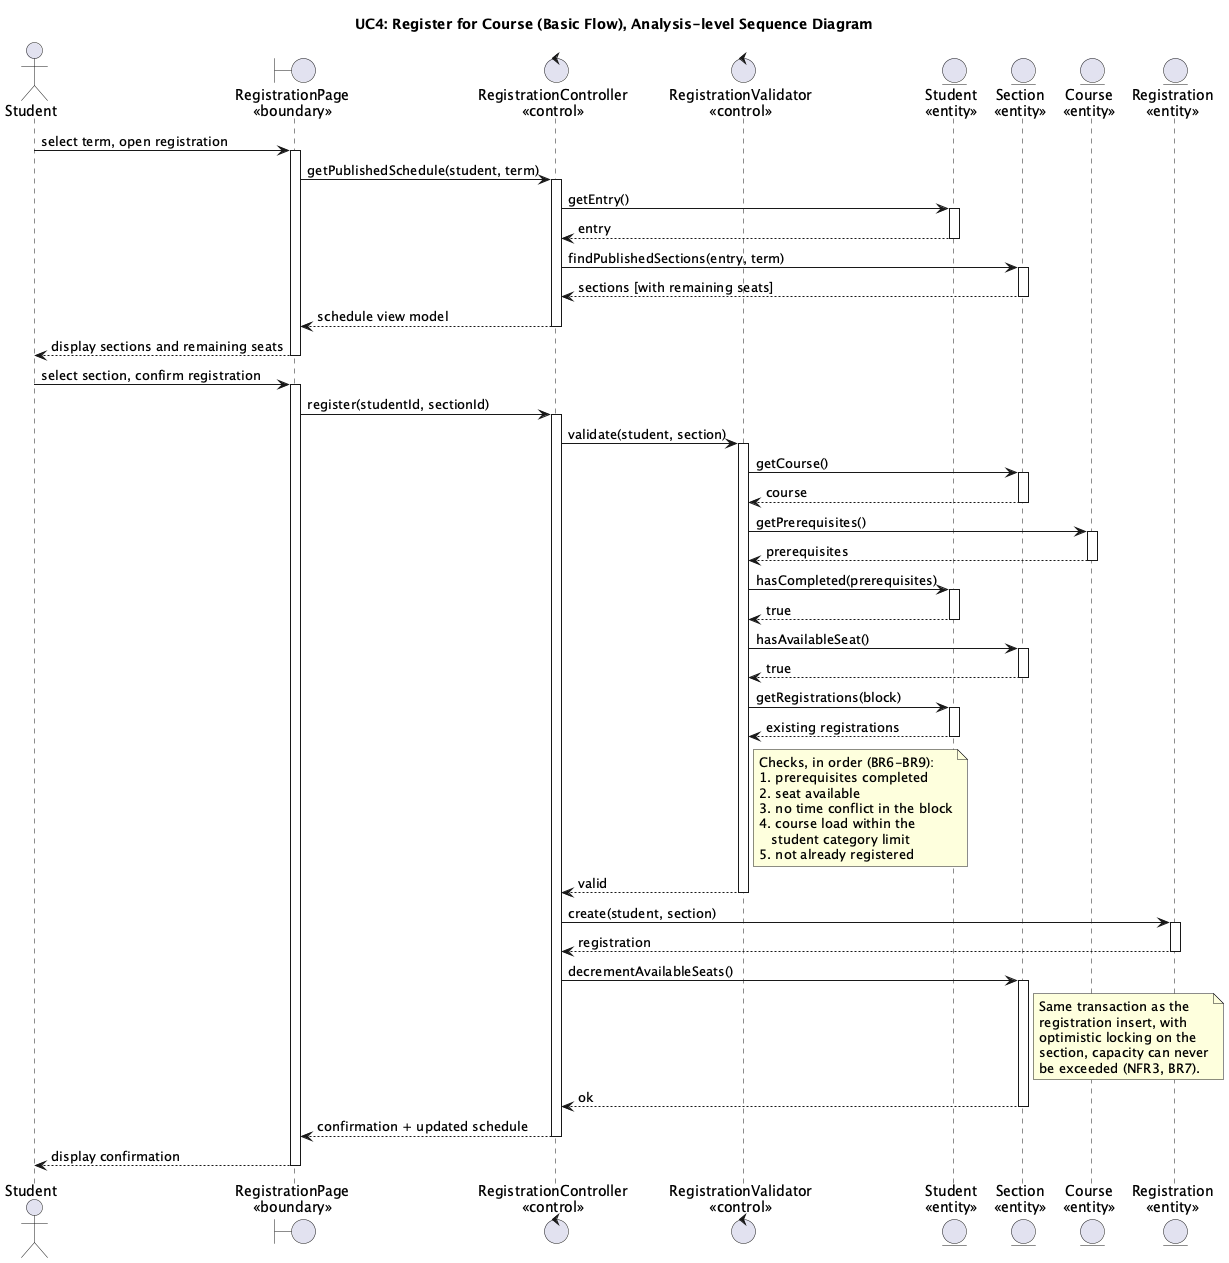 UC4: Register for Course (Basic Flow), Analysis-level Sequence Diagram
Student
RegistrationPage
«boundary»
RegistrationController
«control»
RegistrationValidator
«control»
Student
«entity»
Section
«entity»
Course
«entity»
Registration
«entity»
select term, open registration
getPublishedSchedule(student, term)
getEntry()
entry
findPublishedSections(entry, term)
sections [with remaining seats]
schedule view model
display sections and remaining seats
select section, confirm registration
register(studentId, sectionId)
validate(student, section)
getCourse()
course
getPrerequisites()
prerequisites
hasCompleted(prerequisites)
true
hasAvailableSeat()
true
getRegistrations(block)
existing registrations
Checks, in order (BR6-BR9):
1. prerequisites completed
2. seat available
3. no time conflict in the block
4. course load within the
student category limit
5. not already registered
valid
create(student, section)
registration
decrementAvailableSeats()
Same transaction as the
registration insert, with
optimistic locking on the
section, capacity can never
be exceeded (NFR3, BR7).
ok
confirmation + updated schedule
display confirmation
Student
RegistrationPage
«boundary»
RegistrationController
«control»
RegistrationValidator
«control»
Student
«entity»
Section
«entity»
Course
«entity»
Registration
«entity»